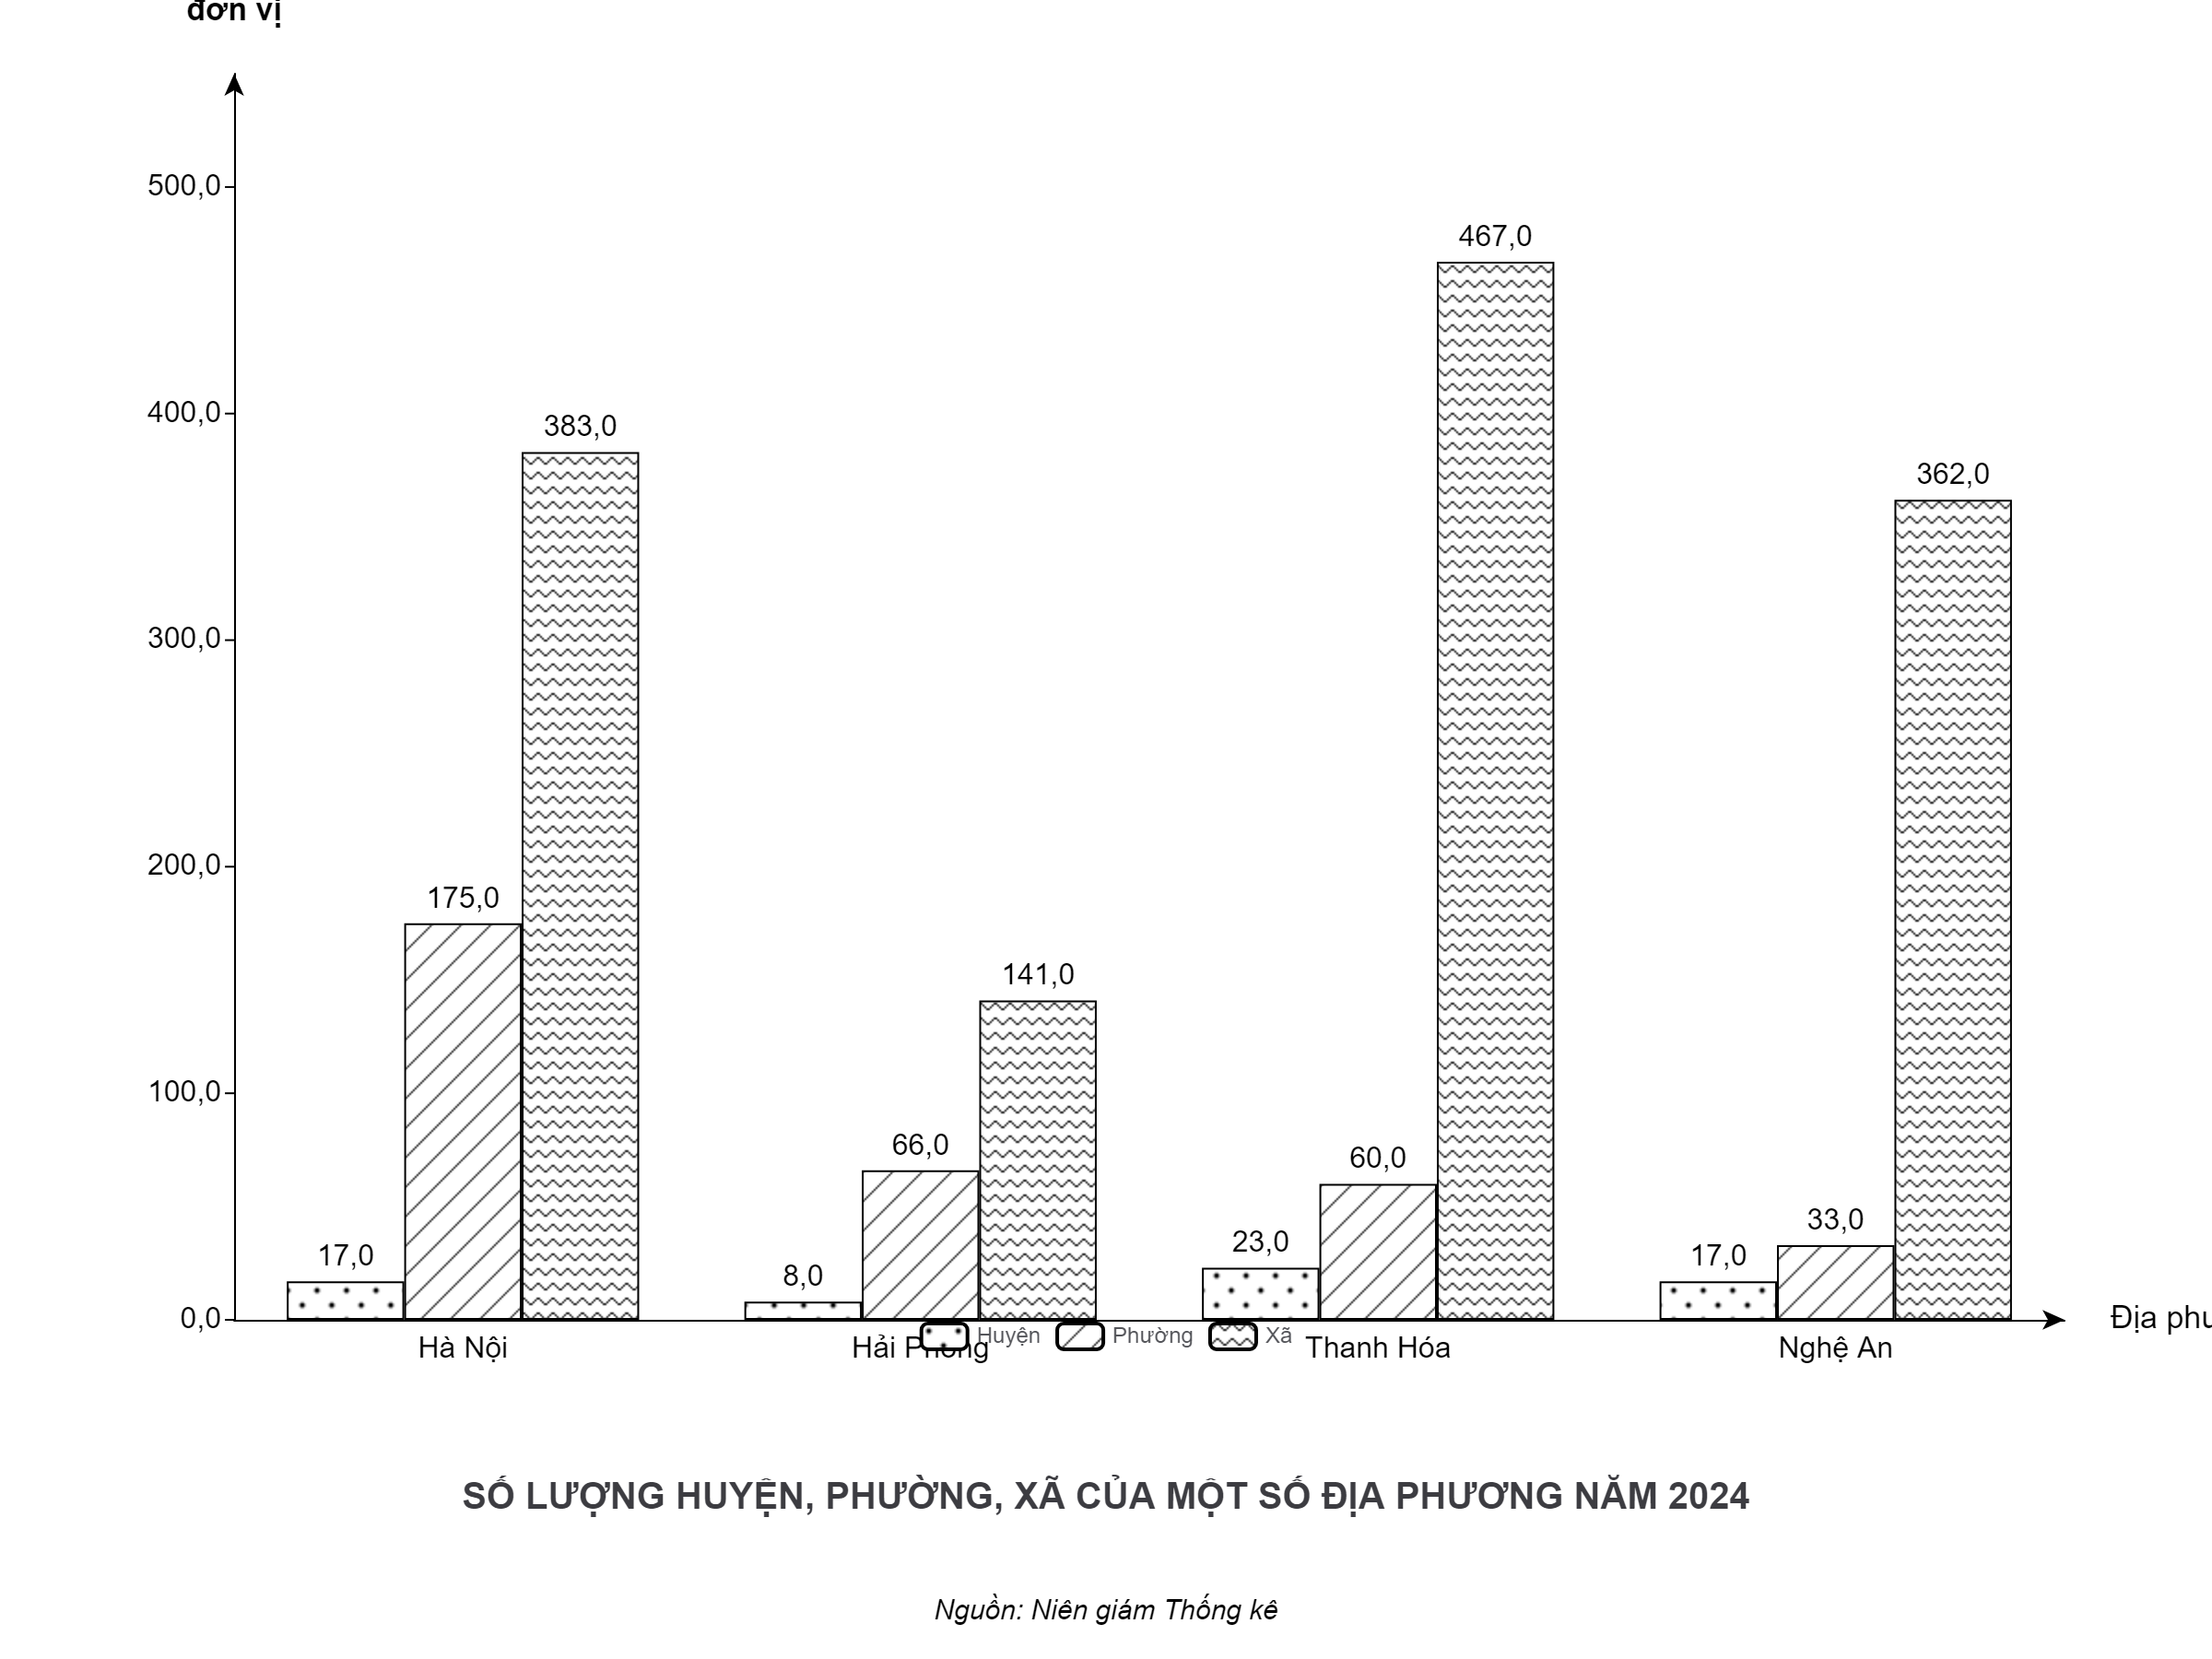 đơn vị
500,0
400,0
300,0
200,0
100,0
0,0
17,0 175,0 383,0
8,0 66,0 141,0
23,0 60,0 467,0
17,0 33,0 362,0
Hà Nội Hải Phòng Thanh Hóa Nghệ An
Địa
Huyện Phường Xã
SỐ LƯỢNG HUYỆN, PHƯỜNG, XÃ CỦA MỘT SỐ ĐỊA PHƯƠNG NĂM 2024
Nguồn: Niên giám Thống kê